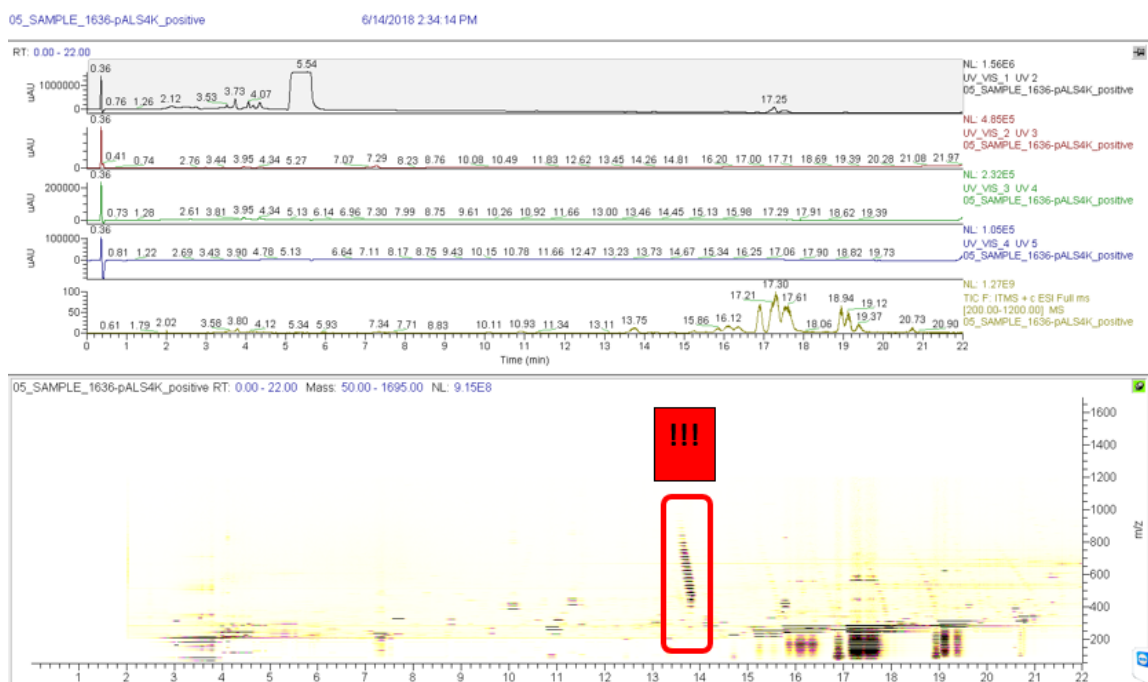 05_SAMPLE_1636-pALS4K_positive 6/14/2018 2:34:14 PM
RT: 0.00 - 22.00
0.36 0.76 1.26 2.12 3.53 3.73 4.07 5.54 17.25
1000000
0
uAU
NL: 1.56E6
UV_VIS_1 UV 2
05_SAMPLE_1636-pALS4K_positive
0.36
0.41 0.74 2.76 3.44 3.95 4.34 5.27 7.07 7.29 8.23 8.76 10.08 10.49 11.83 12.62 13.45 14.26 14.81 16.20 17.00 17.71 18.69 19.39 20.28 21.08 21.97
0
uAU
NL: 4.85E5
UV_VIS_2 UV 3
05_SAMPLE_1636-pALS4K_positive
0.36
0.73 1.28 2.61 3.81 3.95 4.34 5.13 6.14 6.96 7.30 7.99 8.75 9.61 10.26 10.92 11.66 13.00 13.46 14.45 15.13 15.98 17.29 17.91 18.62 19.39
200000
0
uAU
NL: 2.32E5
UV_VIS_3 UV 4
05_SAMPLE_1636-pALS4K_positive
0.36
0.81 1.22 2.69 3.43 3.90 4.78 5.13 6.64 7.11 8.17 8.75 9.43 10.15 10.78 11.66 12.47 13.23 13.73 14.67 15.34 16.25 17.06 17.90 18.82 19.73
100000
0
uAU
NL: 1.05E5
UV_VIS_4 UV 5
05_SAMPLE_1636-pALS4K_positive
17.30
17.21 17.61 18.94 19.12
0.61 1.79 2.02 3.58 3.80 4.12 5.34 5.93 7.34 7.71 8.83 10.11 10.93 11.34 13.11 13.75 15.86 16.12 18.06 19.37 20.73 20.90
100
50
0
NL: 1.27E9
TIC F: ITMS + c ESI Full ms
[200.00-1200.00] MS
05_SAMPLE_1636-pALS4K_positive
0 1 2 3 4 5 6 7 8 9 10 11 12 13 14 15 16 17 18 19 20 21 22
Time (min)
05_SAMPLE_1636-pALS4K_positive RT: 0.00 - 22.00 Mass: 50.00 - 1695.00 NL: 9.15E8
!!!
1600
1400
1200
1000
800
600
400
200
m/z
1 2 3 4 5 6 7 8 9 10 11 12 13 14 15 16 17 18 19 20 21 22